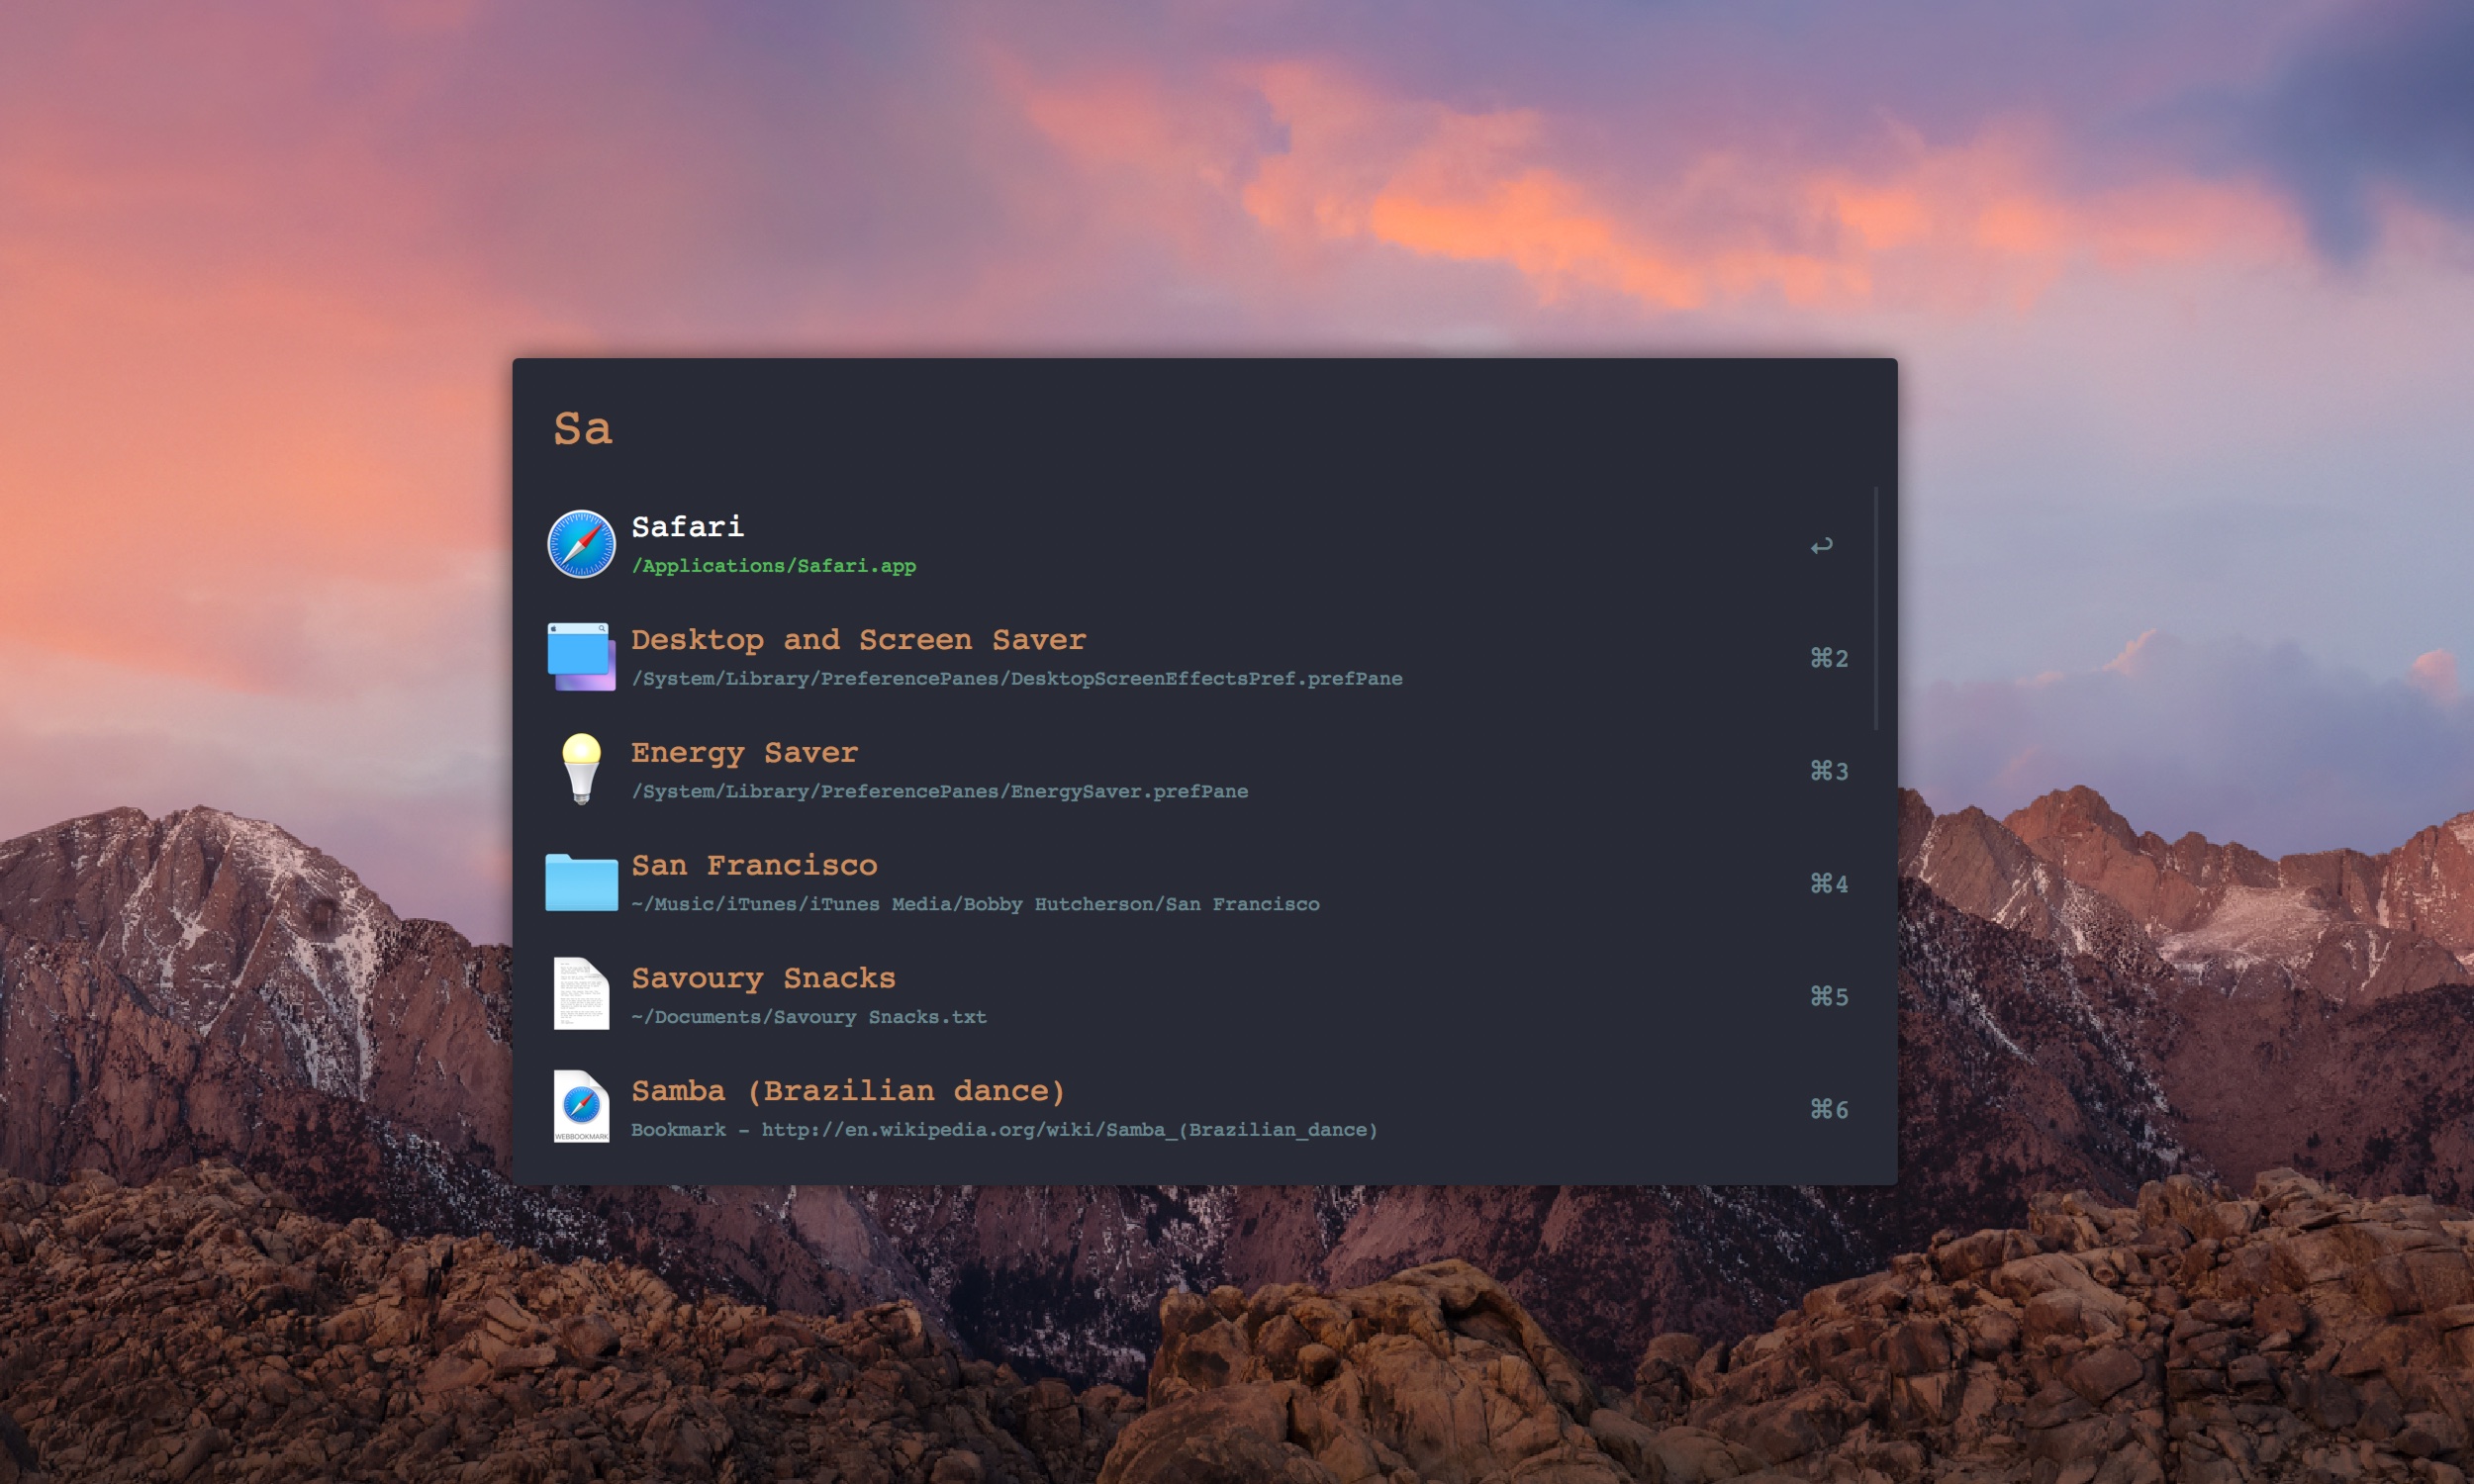 Sa
Safari
/Applications/Safari.app
↩
Desktop and Screen Saver
/System/Library/PreferencePanes/DesktopScreenEffectsPref.prefPane
⌘2
Energy Saver
/System/Library/PreferencePanes/EnergySaver.prefPane
⌘3
San Francisco
~/Music/iTunes/iTunes Media/Bobby Hutcherson/San Francisco
⌘4
Savoury Snacks
~/Documents/Savoury Snacks.txt
⌘5
Samba (Brazilian dance)
Bookmark – http://en.wikipedia.org/wiki/Samba_(Brazilian_dance)
⌘6
WEBBOOKMARK